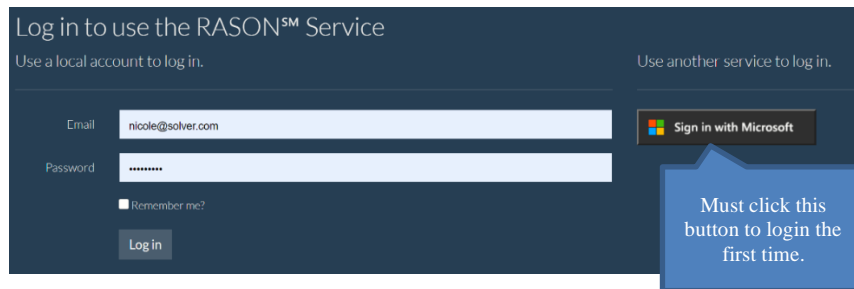 Log in to use the RASON℠ Service
Use a local account to log in.
Use another service to log in.
Email
nicole@solver.com
Sign in with Microsoft
Password
•••••••••
Remember me?
Log in
Must click this
button to login the
first time.